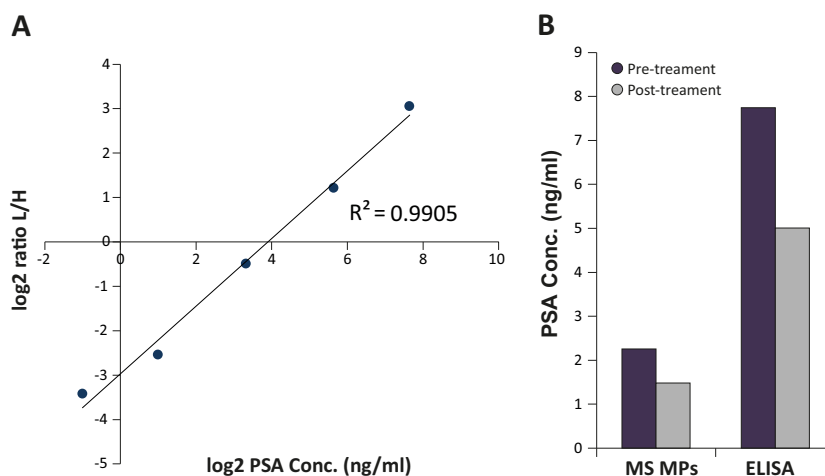 A
4
3
2
1
0
-1
-2
-3
-4
-5
-2
0
2
4
6
8
10
R² = 0.9905
log2 ratio L/H
log2 PSA Conc. (ng/ml)
B
9
8
7
6
5
4
3
2
1
0
Pre-treament
Post-treament
PSA Conc. (ng/ml)
MS MPs
ELISA